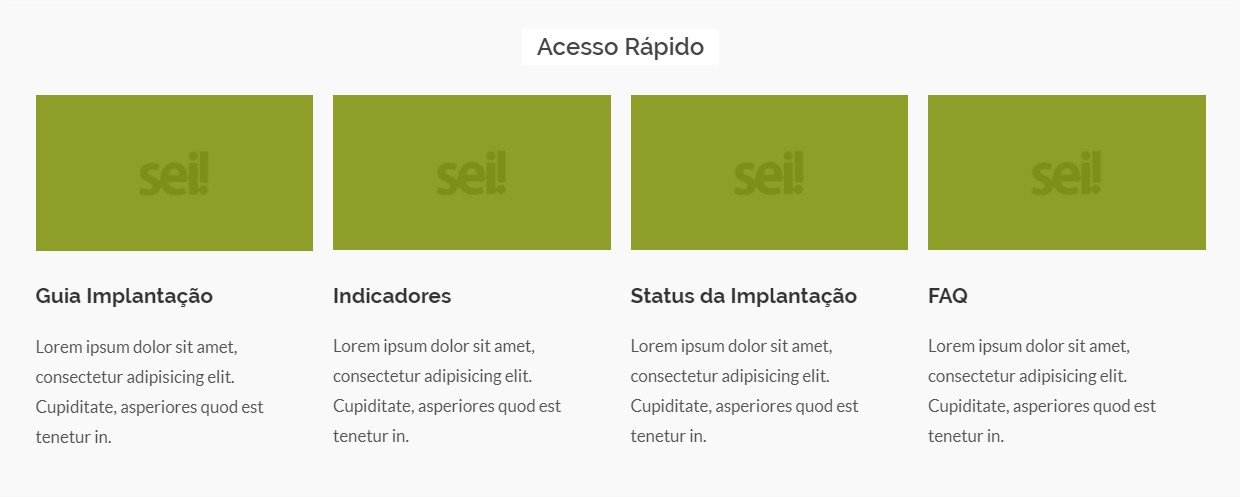 Acesso Rápido
sei!
sei!
sei!
sei!
Guia Implantação
Lorem ipsum dolor sit amet,
consectetur adipisicing elit.
Cupiditate, asperiores quod est
tenetur in.
Indicadores
Lorem ipsum dolor sit amet,
consectetur adipisicing elit.
Cupiditate, asperiores quod est
tenetur in.
Status da Implantação
Lorem ipsum dolor sit amet,
consectetur adipisicing elit.
Cupiditate, asperiores quod est
tenetur in.
FAQ
Lorem ipsum dolor sit amet,
consectetur adipisicing elit.
Cupiditate, asperiores quod est
tenetur in.